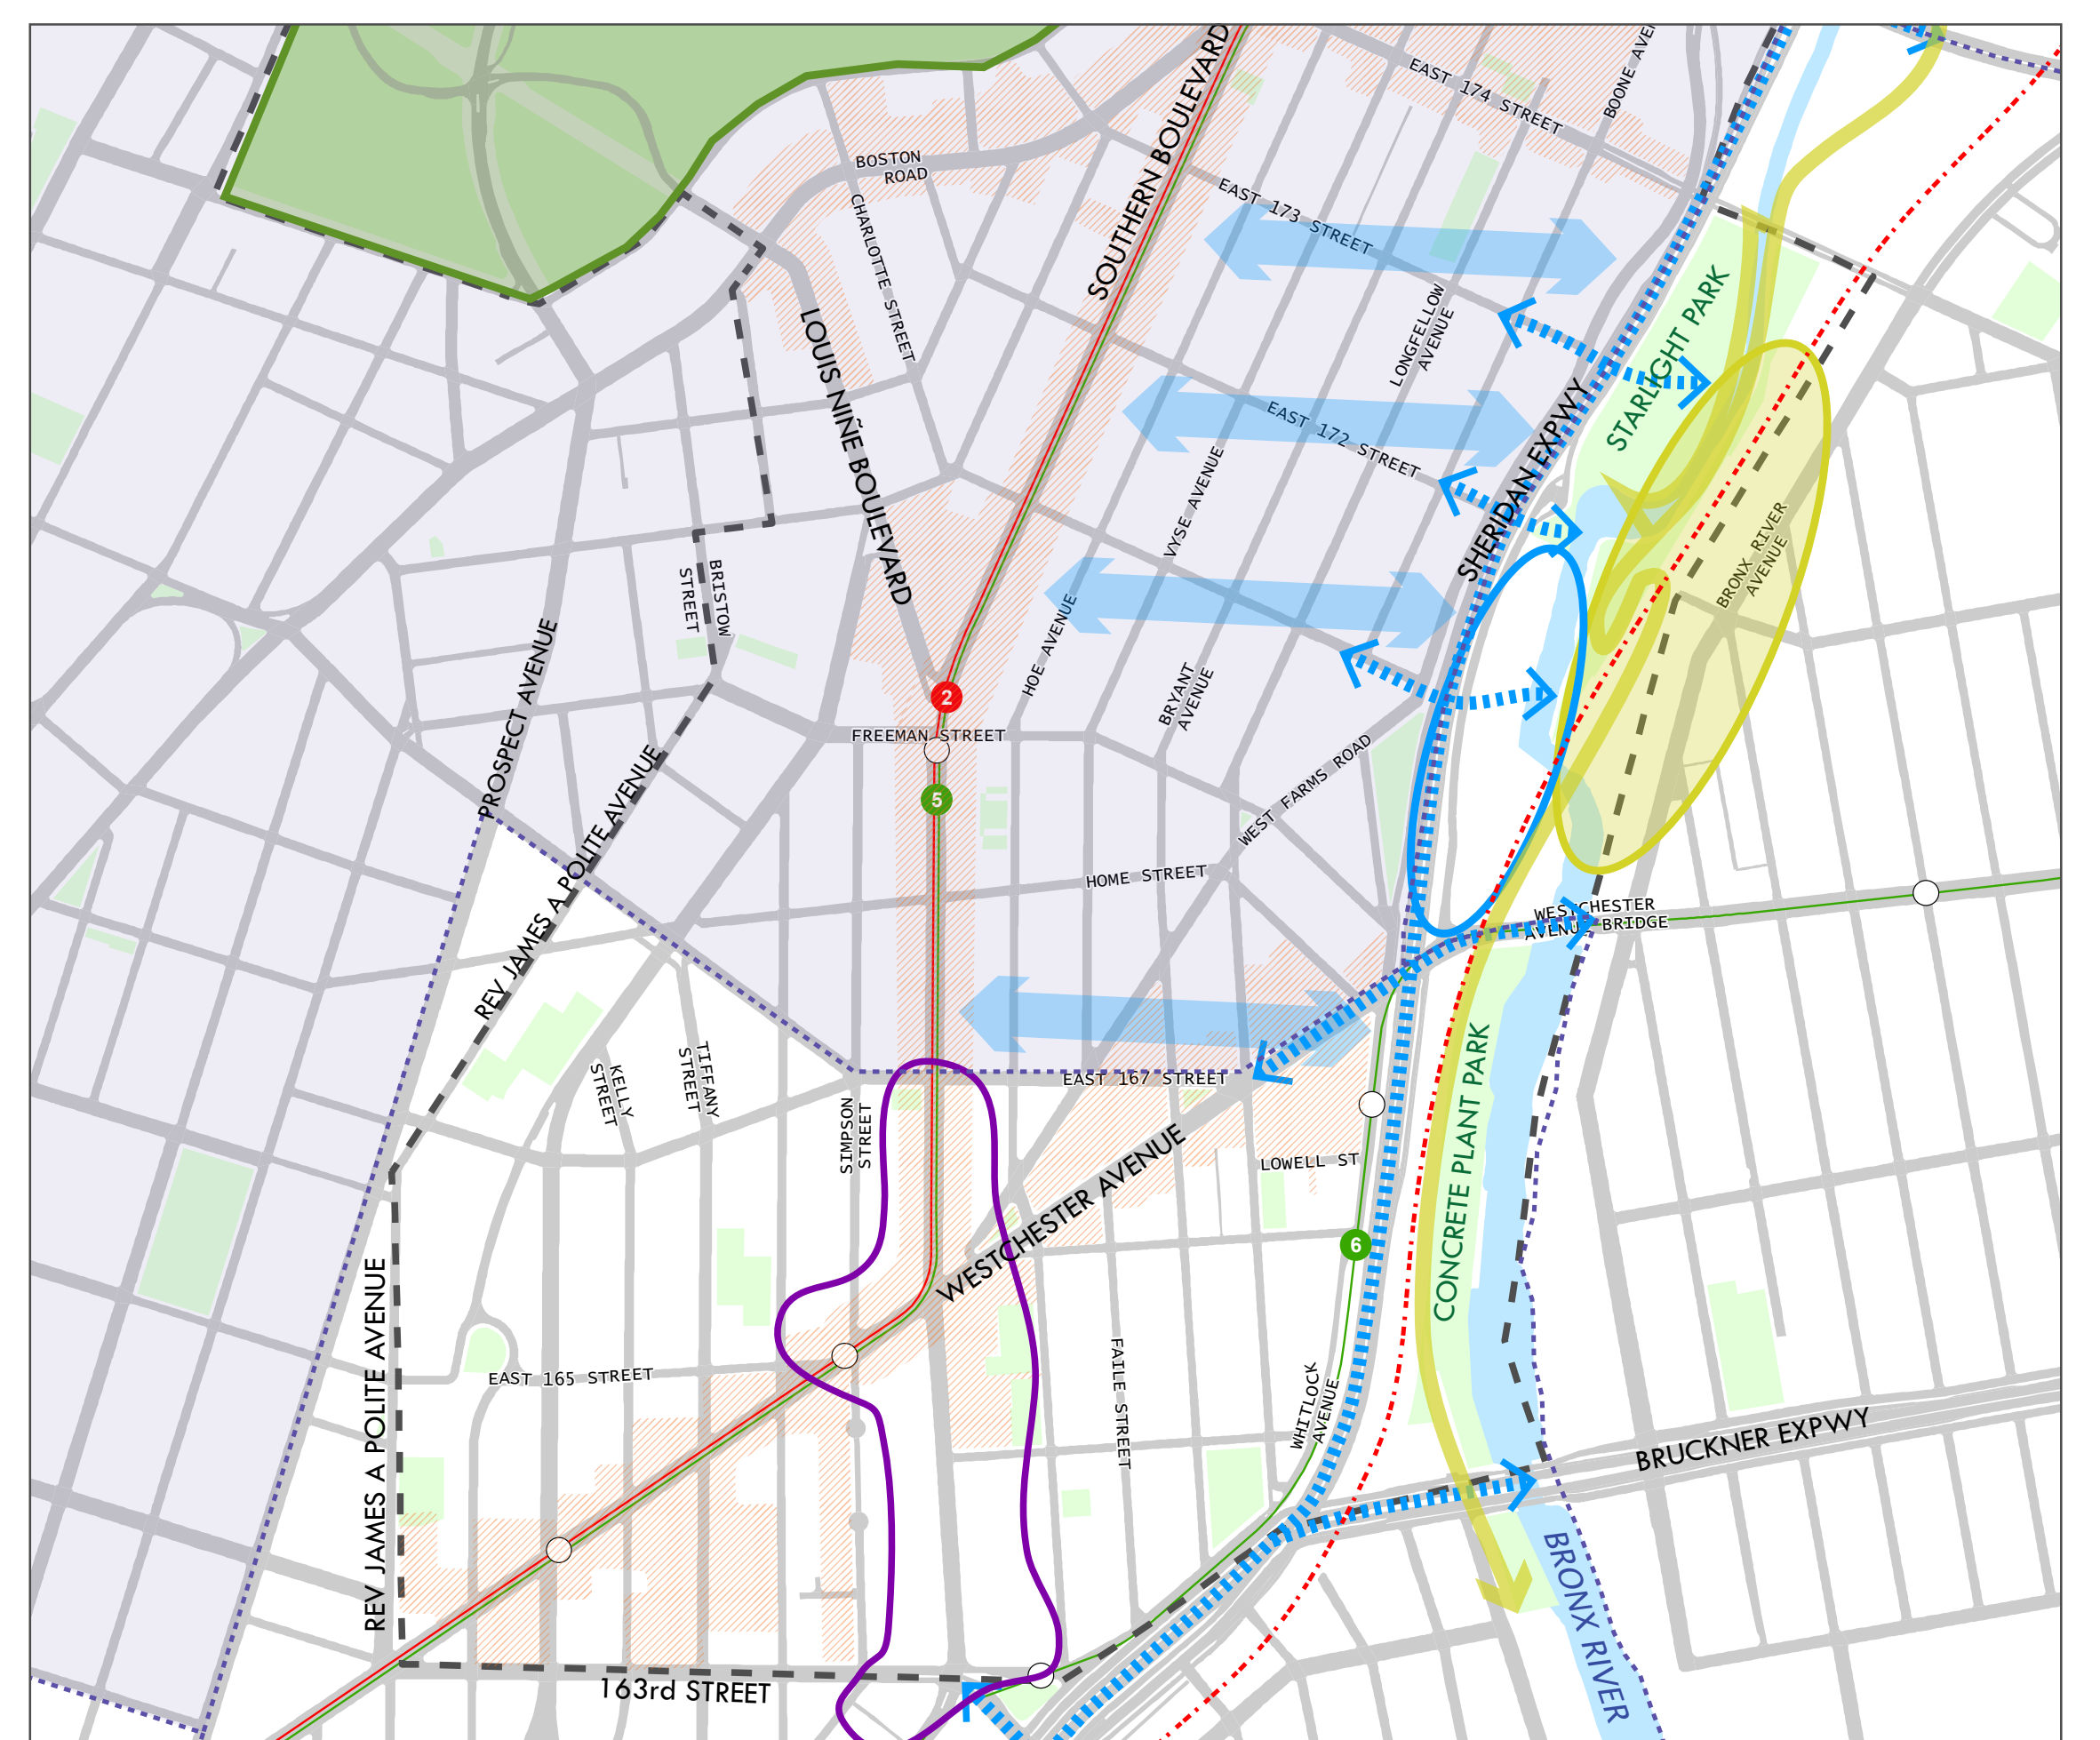 EAST 174 STREET
BOONE AVE
BOSTON
ROAD
SOUTHERN BOULEVARD
EAST 173 STREET
CHARLOTTE STREET
LONGFELLOW
AVENUE
STARLIGHT PARK
LOUIS NIÑE BOULEVARD
EAST 172 STREET
SHERIDAN EXPWY
VYSE AVENUE
BRONX RIVER
AVENUE
BRISTOW
STREET
HOE AVENUE
BRYANT
AVENUE
PROSPECT AVENUE
2
FREEMAN STREET
5
WEST FARMS ROAD
REV JAMES A POLITE AVENUE
HOME STREET
WESTCHESTER
AVENUE BRIDGE
KELLY
STREET
TIFFANY
STREET
EAST 167 STREET
SIMPSON
STREET
WESTCHESTER AVENUE
LOWELL ST
CONCRETE PLANT PARK
6
REV JAMES A POLITE AVENUE
EAST 165 STREET
FAILE STREET
WHITLOCK
AVENUE
BRUCKNER EXPWY
BRONX RIVER
163rd STREET